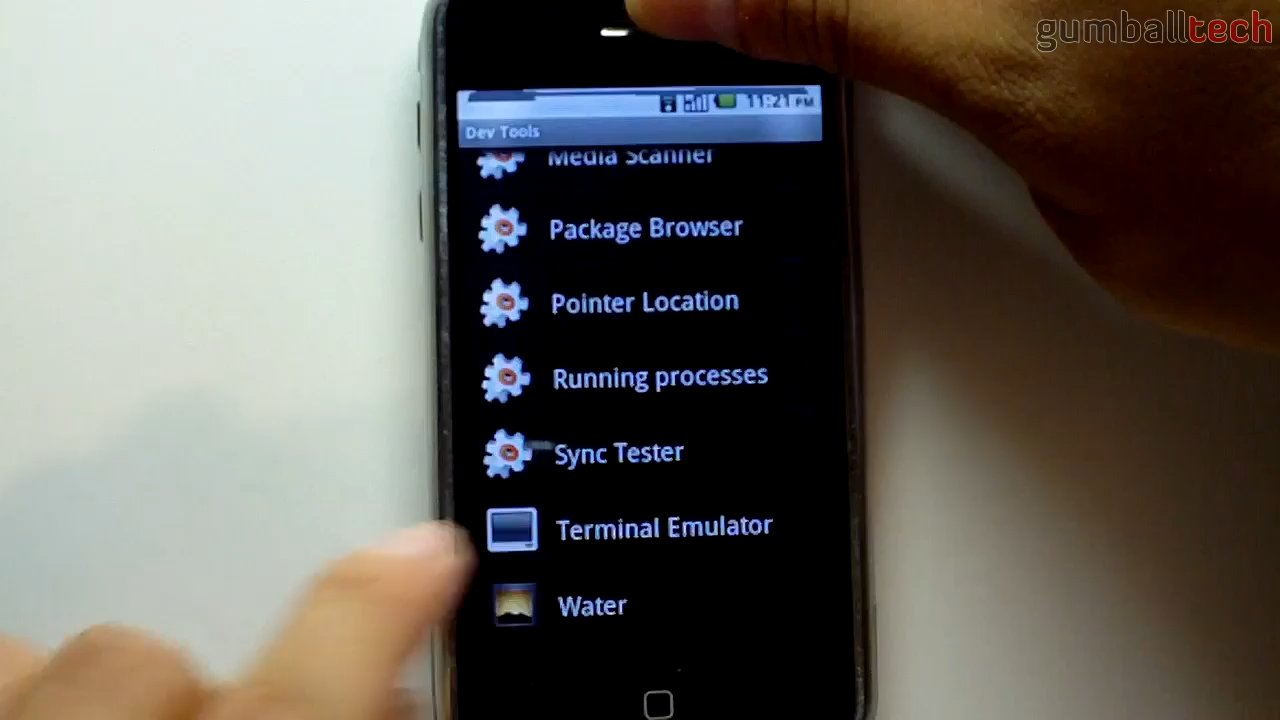 gumballtech
11:21 PM
Dev Tools
Media Scanner
Package Browser
Pointer Location
Running processes
Sync Tester
Terminal Emulator
Water